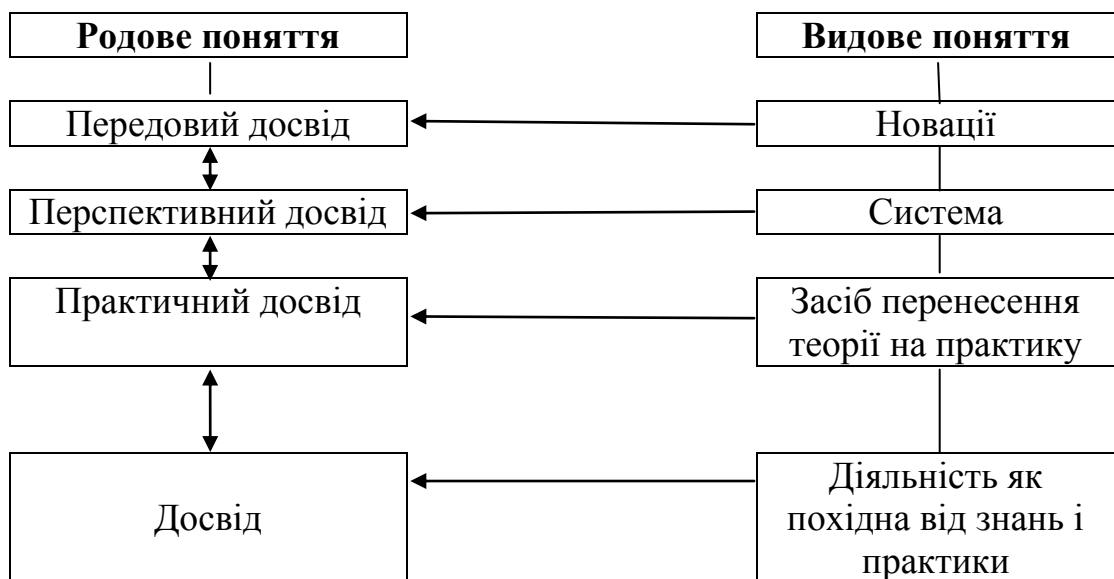 Родове поняття
Видове поняття
Передовий досвід
Новації
Перспективний досвід
Система
Практичний досвід
Засіб перенесення
теорії на практику
Досвід
Діяльність як
похідна від знань і
практики